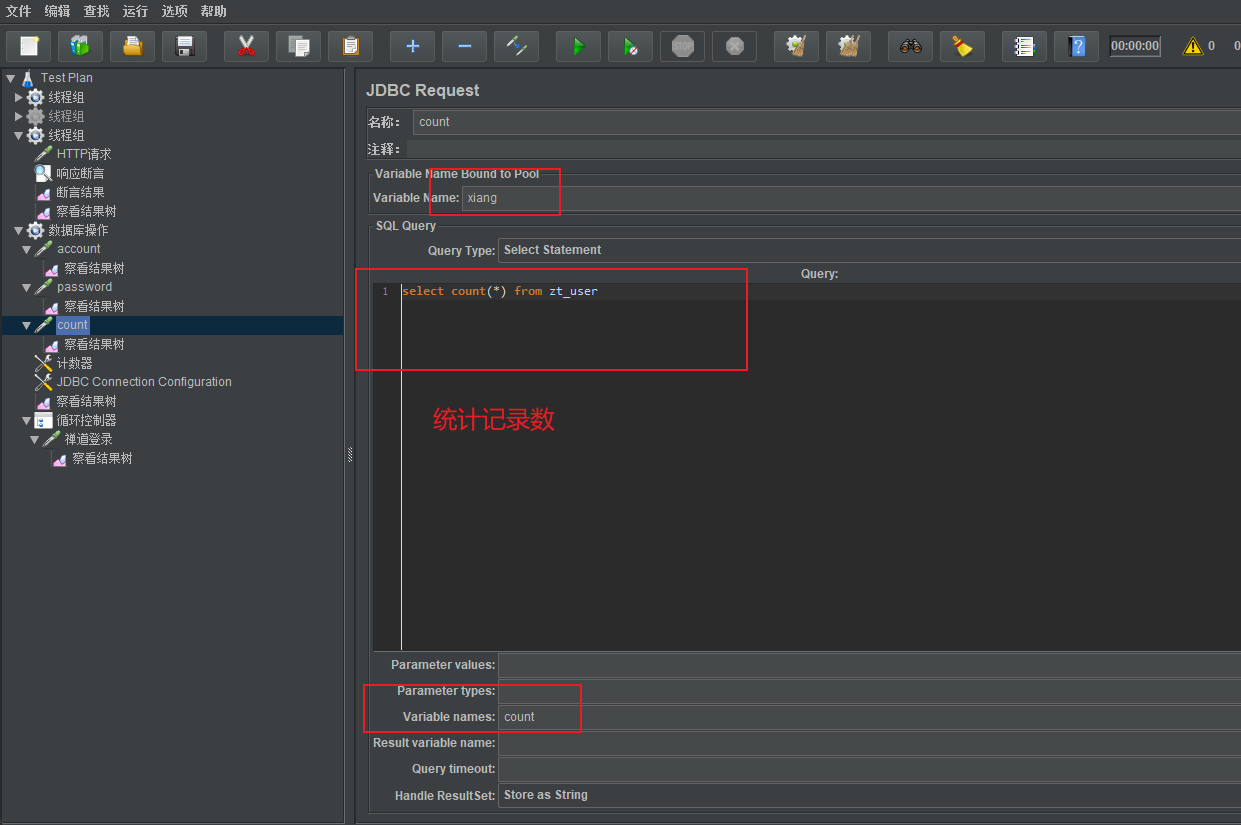 文件 编辑 查找 运行 选项 帮助
STOP
00:00:00
0
0
Test Plan
线程组
线程组
线程组
HTTP请求
响应断言
断言结果
察看结果树
数据库操作
account
察看结果树
password
察看结果树
count
察看结果树
计数器
JDBC Connection Configuration
察看结果树
循环控制器
禅道登录
察看结果树
JDBC Request
名称： count
注释：
Variable Name Bound to Pool
Variable Name: xiang
SQL Query
Query Type: Select Statement
Query:
1 select count(*) from zt_user
统计记录数
Parameter values:
Parameter types:
Variable names: count
Result variable name:
Query timeout:
Handle ResultSet: Store as String